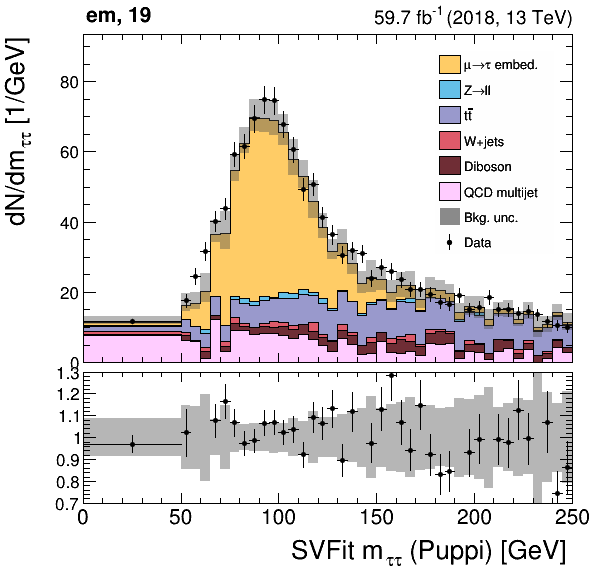 em, 19
59.7 fb⁻¹ (2018, 13 TeV)
dN/dm_ττ [1/GeV]
μ→τ embed.
Z→ll
tt̄
W+jets
Diboson
QCD multijet
Bkg. unc.
Data
80
60
40
20
0
1.3
1.2
1.1
1
0.9
0.8
0.7
0 50 100 150 200 250
SVFit m_ττ (Puppi) [GeV]